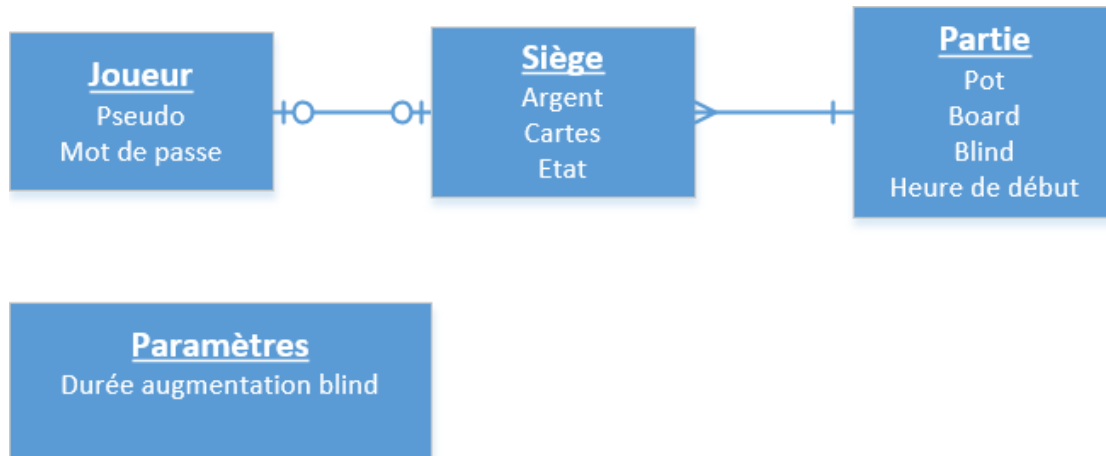 Joueur
Pseudo
Mot de passe
Siège
Argent
Cartes
Etat
Partie
Pot
Board
Blind
Heure de début
Paramètres
Durée augmentation blind